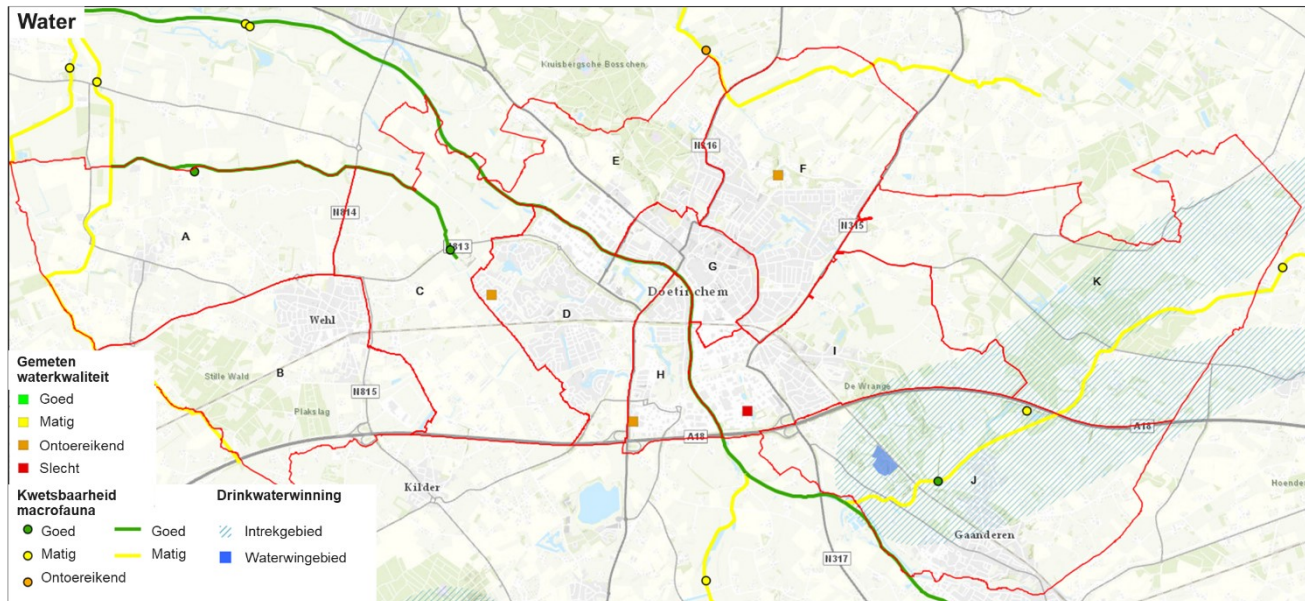 Water
Kruisbergsche Bosschen
E
N316
F
A
N814
N813
N315
G
K
C
Doetinchem
Wehl
D
I
H
De Wrange
B
Stille Wald
N815
Plakslag
A18
A18
Kilder
J
Gaanderen
N317
Gemeten
waterkwaliteit
Goed
Matig
Ontoereikend
Slecht
Kwetsbaarheid
macrofauna
Drinkwaterwinning
Goed Goed Intrekgebied
Matig Matig Waterwingebied
Ontoereikend